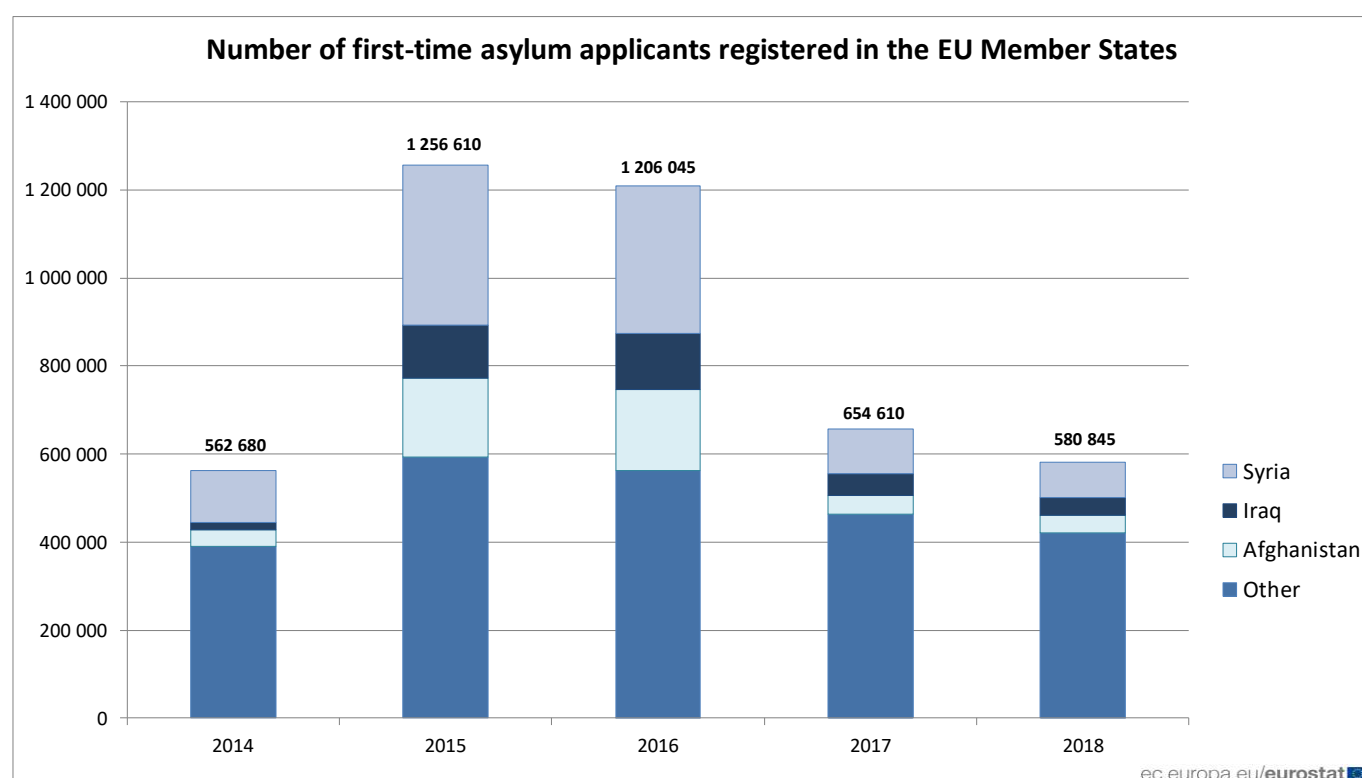 Number of first-time asylum applicants registered in the EU Member States
1 400 000
1 200 000
1 000 000
800 000
600 000
400 000
200 000
0
562 680
1 256 610
1 206 045
654 610
580 845
2014
2015
2016
2017
2018
Syria
Iraq
Afghanistan
Other
ec.europa.eu/eurostat